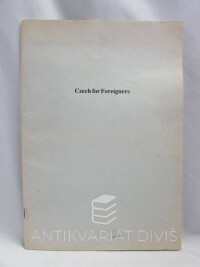 Czech for Foreigners
ANTIKVARIÁT DIVIŠ